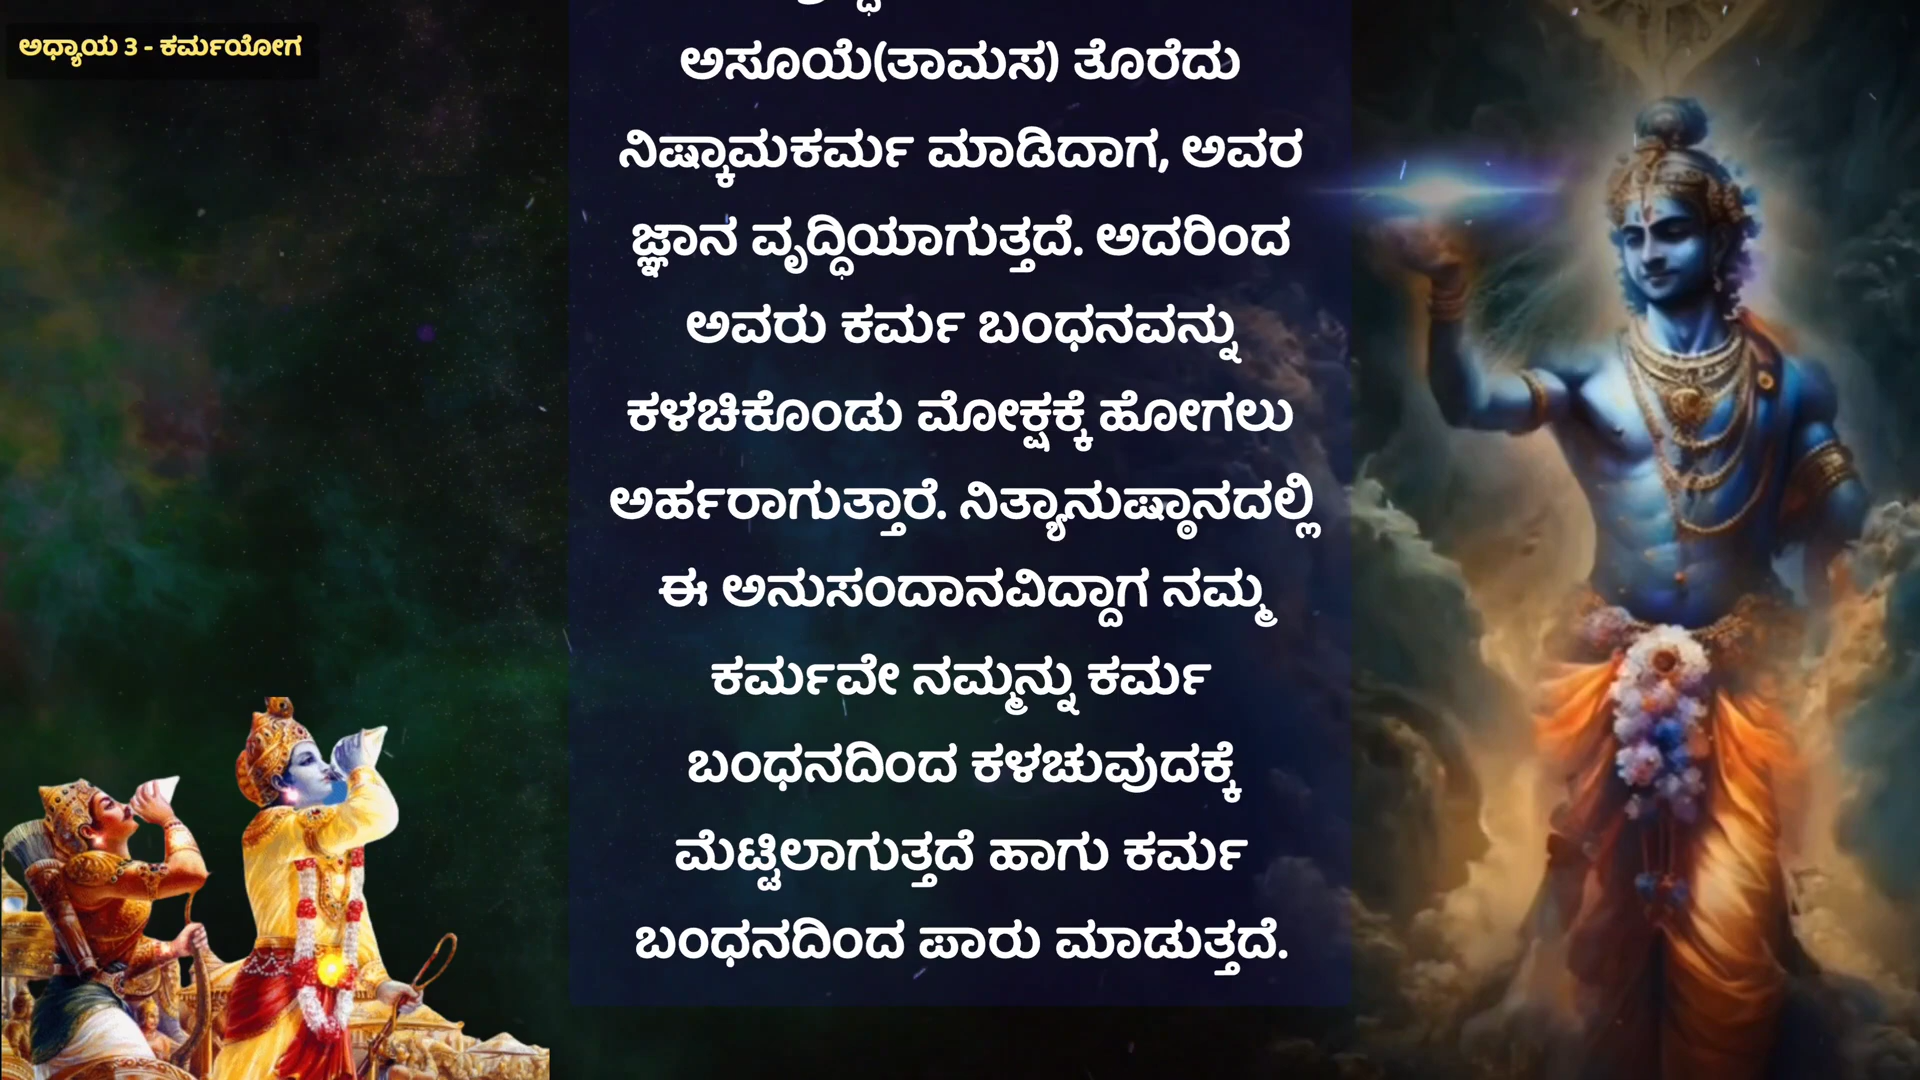 ಅಧ್ಯಾಯ 3 - ಕರ್ಮಯೋಗ
ಅಸೂಯೆ(ತಾಮಸ) ತೊರೆದು
ನಿಷ್ಕಾಮಕರ್ಮ ಮಾಡಿದಾಗ, ಅವರ
ಜ್ಞಾನ ವೃದ್ಧಿಯಾಗುತ್ತದೆ. ಅದರಿಂದ
ಅವರು ಕರ್ಮ ಬಂಧನವನ್ನು
ಕಳಚಿಕೊಂಡು ಮೋಕ್ಷಕ್ಕೆ ಹೋಗಲು
ಅರ್ಹರಾಗುತ್ತಾರೆ. ನಿತ್ಯಾನುಷ್ಠಾನದಲ್ಲಿ
ಈ ಅನುಸಂದಾನವಿದ್ದಾಗ ನಮ್ಮ
ಕರ್ಮವೇ ನಮ್ಮನ್ನು ಕರ್ಮ
ಬಂಧನದಿಂದ ಕಳಚುವುದಕ್ಕೆ
ಮೆಟ್ಟಿಲಾಗುತ್ತದೆ ಹಾಗು ಕರ್ಮ
ಬಂಧನದಿಂದ ಪಾರು ಮಾಡುತ್ತದೆ.